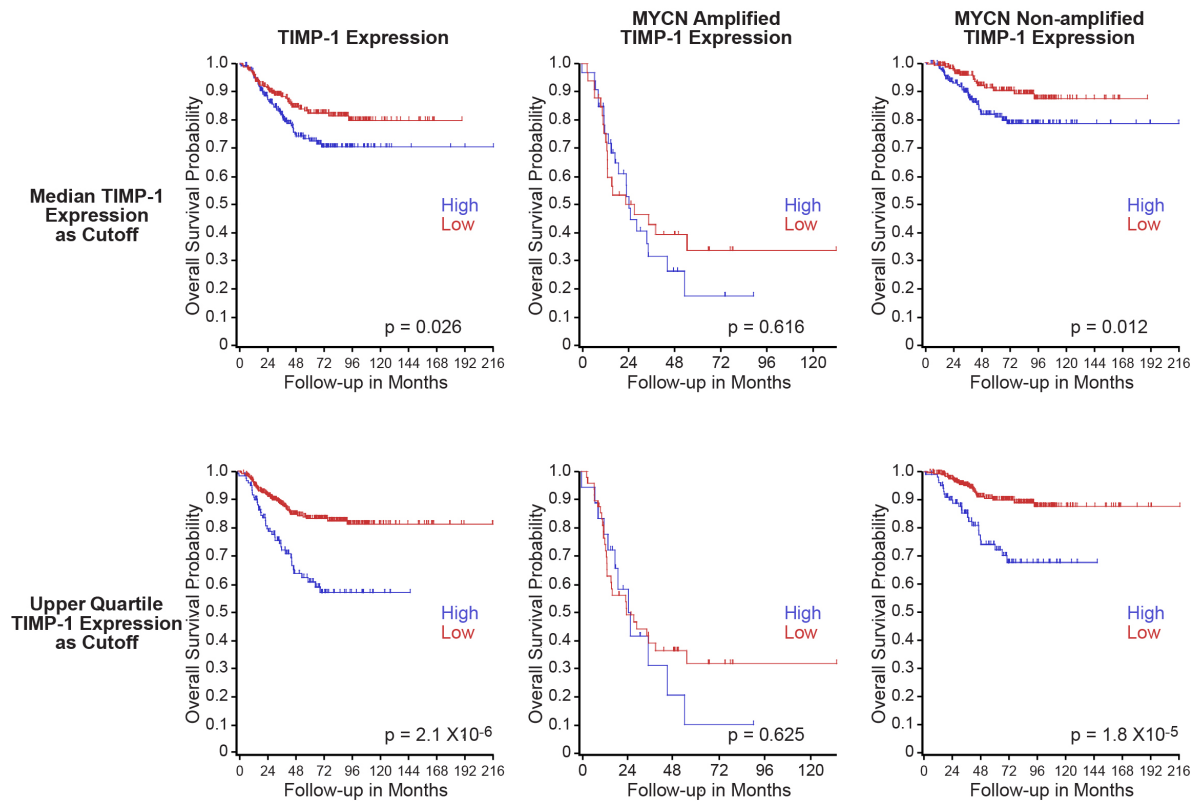 TIMP-1 Expression
MYCN Amplified
TIMP-1 Expression
MYCN Non-amplified
TIMP-1 Expression
Median TIMP-1
Expression
as Cutoff
Overall Survival Probability
1.0
0.9
0.8
0.7
0.6
0.5
0.4
0.3
0.2
0.1
0
High
Low
p = 0.026
0 24 48 72 96 120 144 168 192 216
Follow-up in Months
Overall Survival Probability
1.0
0.9
0.8
0.7
0.6
0.5
0.4
0.3
0.2
0.1
0
High
Low
p = 0.616
0 24 48 72 96 120
Follow-up in Months
Overall Survival Probability
1.0
0.9
0.8
0.7
0.6
0.5
0.4
0.3
0.2
0.1
0
High
Low
p = 0.012
0 24 48 72 96 120 144 168 192 216
Follow-up in Months
Upper Quartile
TIMP-1 Expression
as Cutoff
Overall Survival Probability
1.0
0.9
0.8
0.7
0.6
0.5
0.4
0.3
0.2
0.1
0
High
Low
p = 2.1 X10-6
0 24 48 72 96 120 144 168 192 216
Follow-up in Months
Overall Survival Probability
1.0
0.9
0.8
0.7
0.6
0.5
0.4
0.3
0.2
0.1
0
High
Low
p = 0.625
0 24 48 72 96 120
Follow-up in Months
Overall Survival Probability
1.0
0.9
0.8
0.7
0.6
0.5
0.4
0.3
0.2
0.1
0
High
Low
p = 1.8 X10-5
0 24 48 72 96 120 144 168 192 216
Follow-up in Months